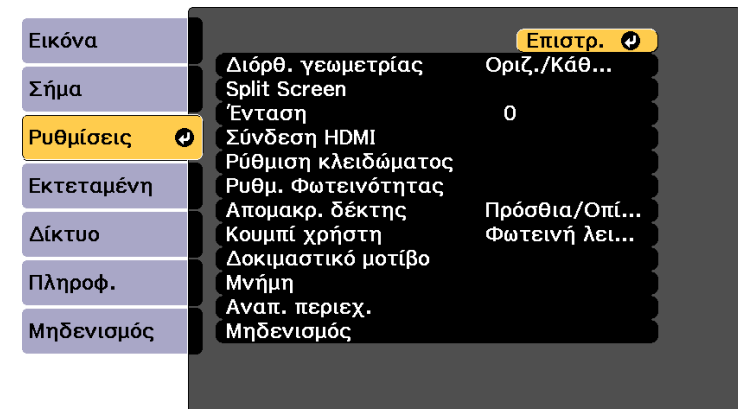 Εικόνα
Σήμα
Ρυθμίσεις
Εκτεταμένη
Δίκτυο
Πληροφ.
Μηδενισμός
Επιστρ.
Διόρθ. γεωμετρίας Οριζ./Κάθ...
Split Screen
Ένταση 0
Σύνδεση HDMI
Ρύθμιση κλειδώματος
Ρυθμ. Φωτεινότητας
Απομακρ. δέκτης Πρόσθια/Οπί...
Κουμπί χρήστη Φωτεινή λει...
Δοκιμαστικό μοτίβο
Μνήμη
Αναπ. περιεχ.
Μηδενισμός